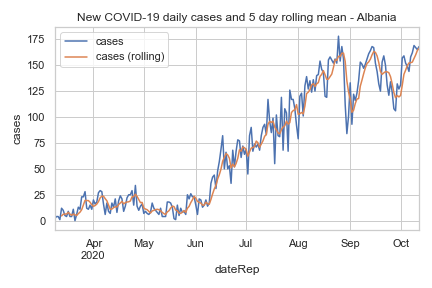 New COVID-19 daily cases and 5 day rolling mean - Albania
cases
cases (rolling)
175
150
125
100
75
50
25
0
cases
Apr
2020
May
Jun
Jul
Aug
Sep
Oct
dateRep